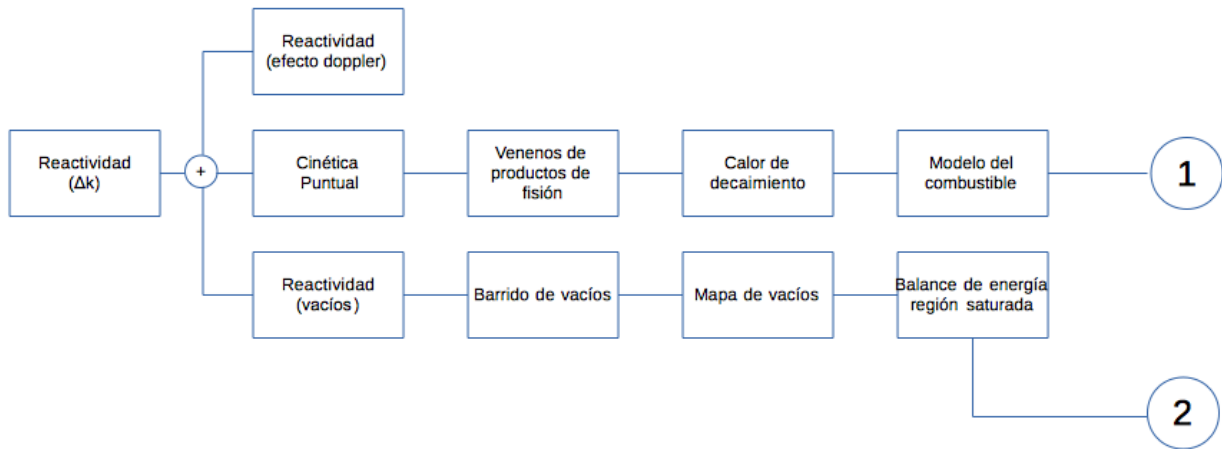 Reactividad
(efecto doppler)
Reactividad
(Δk)
+
Cinética
Puntual
Venenos de
productos de
fisión
Calor de
decaimiento
Modelo del
combustible
1
Reactividad
(vacíos)
Barrido de vacíos
Mapa de vacíos
Balance de energía
región saturada
2